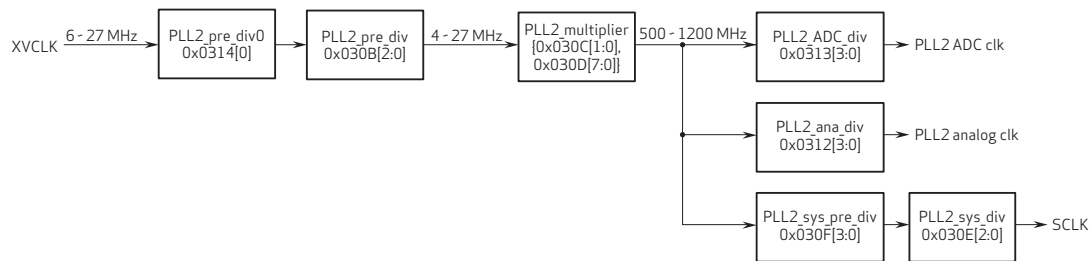 XVCLK
6 - 27 MHz
PLL2_pre_div0
0x0314[0]
PLL2_pre_div
0x030B[2:0]
4 - 27 MHz
PLL2_multiplier
{0x030C[1:0],
0x030D[7:0]}
500 - 1200 MHz
PLL2_ADC_div
0x0313[3:0]
PLL2 ADC clk
PLL2_ana_div
0x0312[3:0]
PLL2 analog clk
PLL2_sys_pre_div
0x030F[3:0]
PLL2_sys_div
0x030E[2:0]
SCLK